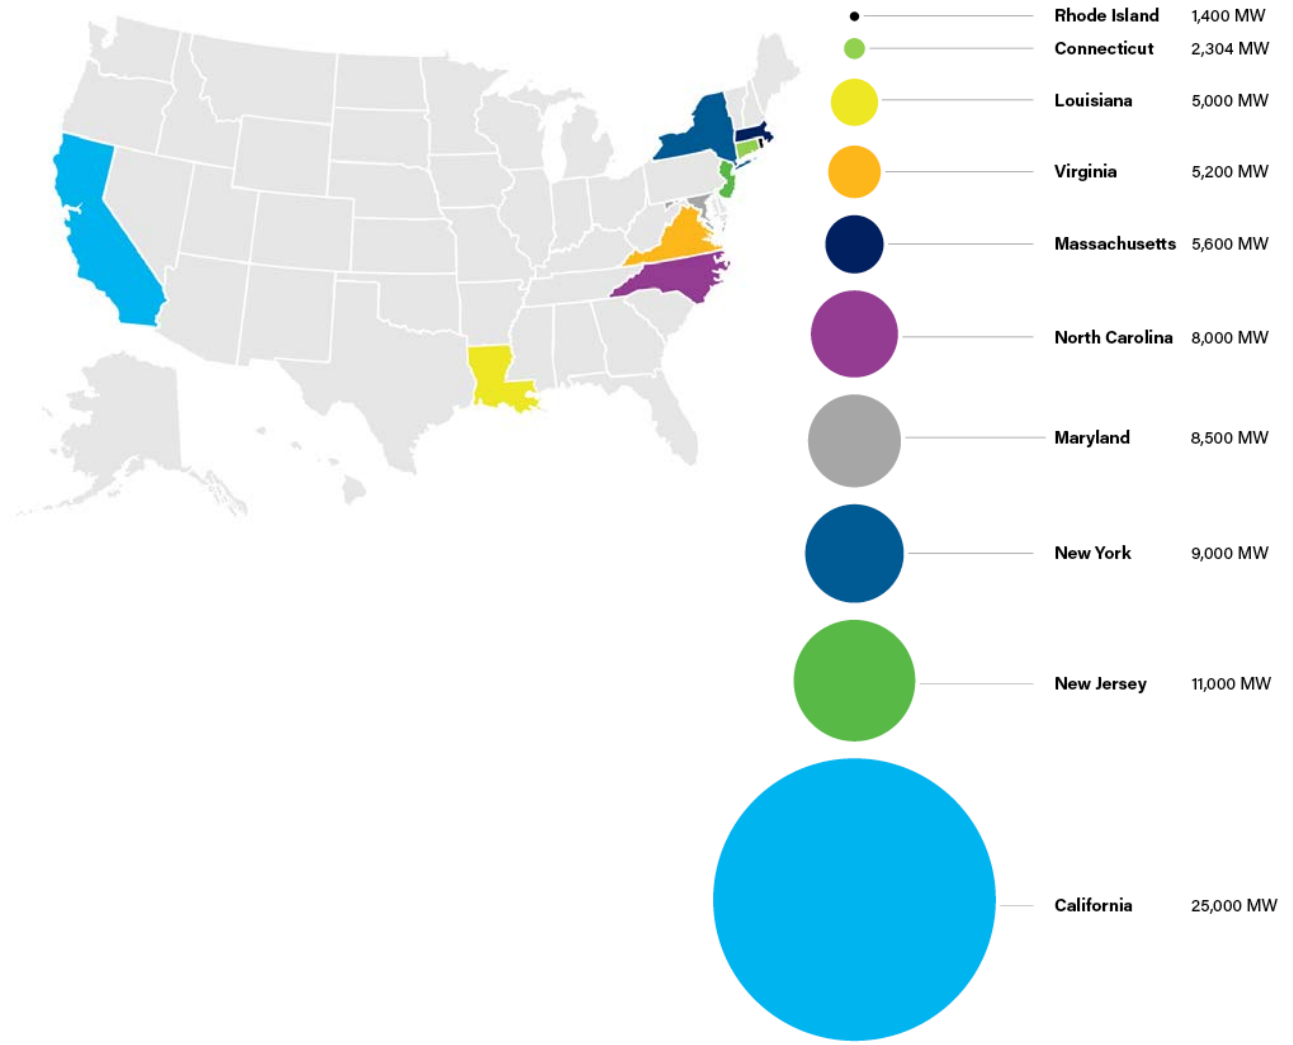 Rhode Island 1,400 MW
Connecticut 2,304 MW
Louisiana 5,000 MW
Virginia 5,200 MW
Massachusetts 5,600 MW
North Carolina 8,000 MW
Maryland 8,500 MW
New York 9,000 MW
New Jersey 11,000 MW
California 25,000 MW